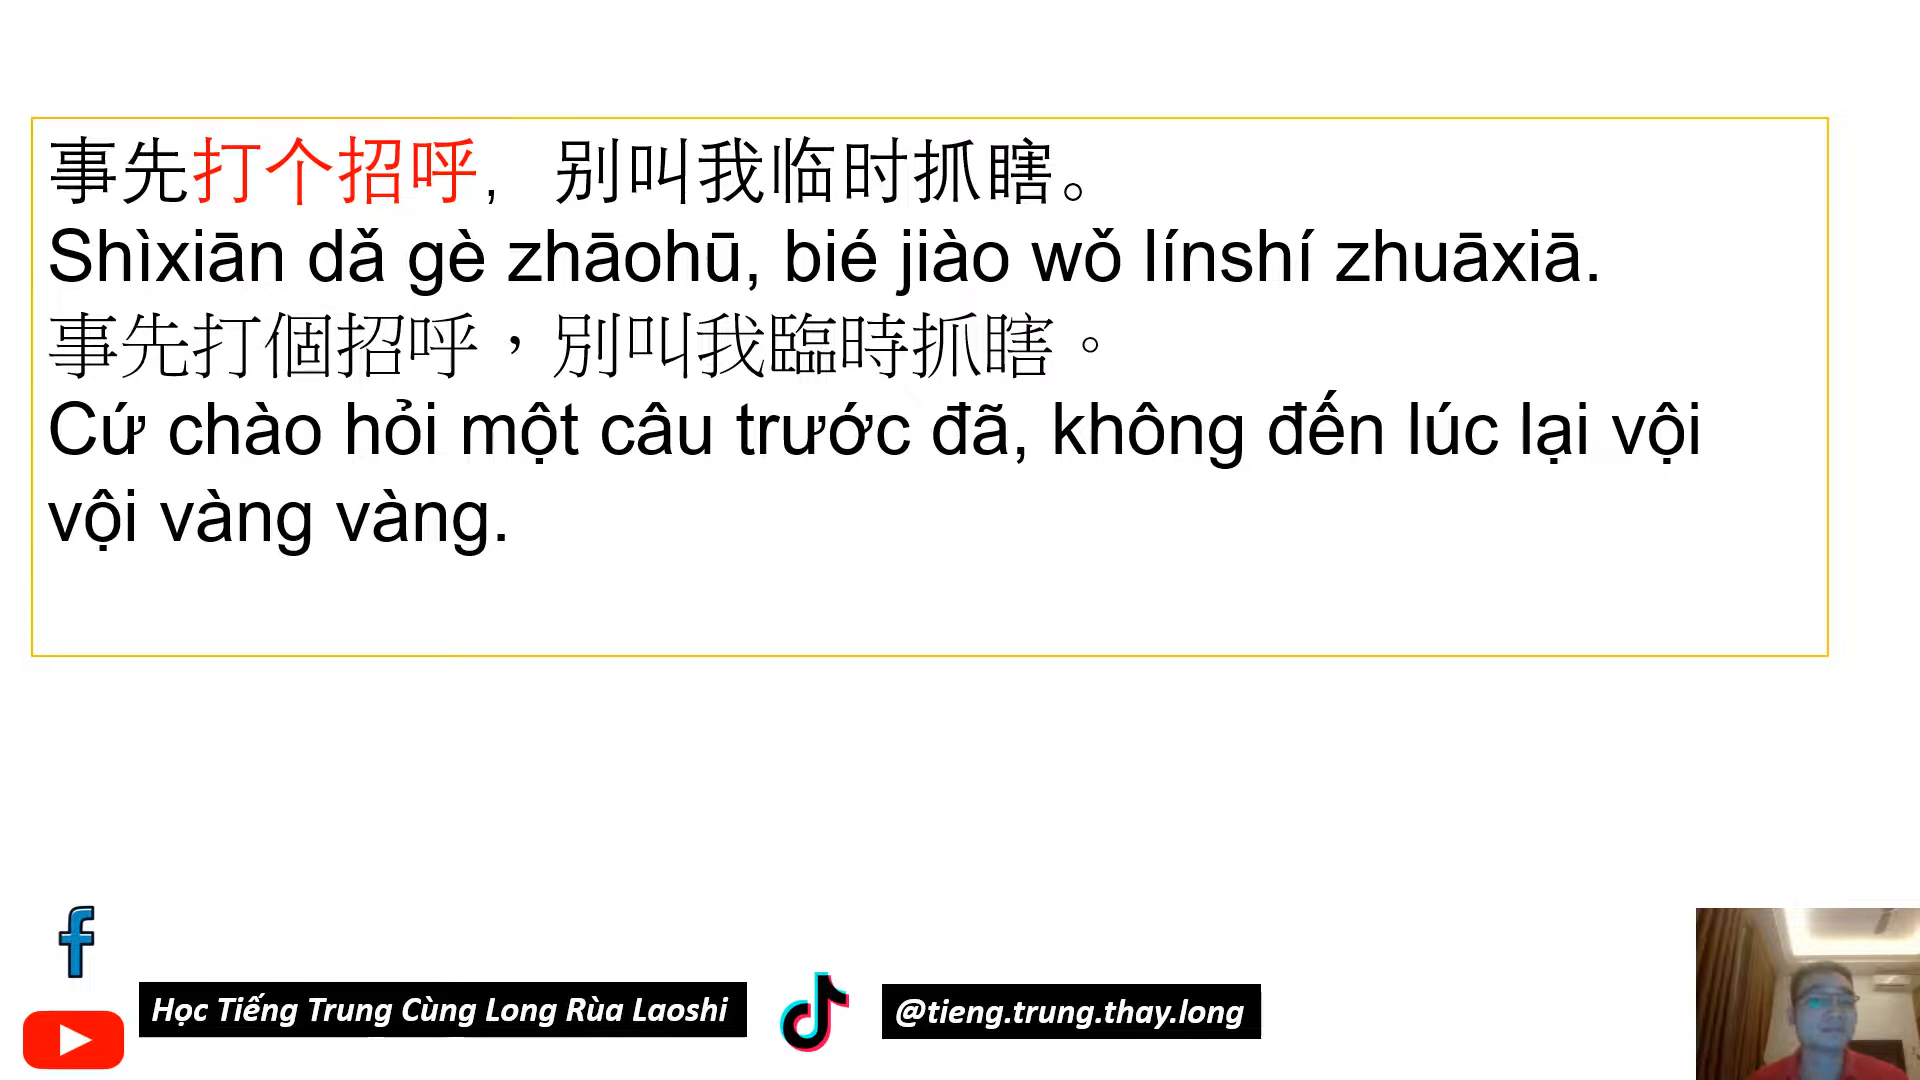 事先打个招呼，别叫我临时抓瞎。
Shìxiān dǎ gè zhāohū, bié jiào wǒ línshí zhuāxiā.
事先打個招呼，別叫我臨時抓瞎。
Cứ chào hỏi một câu trước đã, không đến lúc lại vội
vội vàng vàng.
Học Tiếng Trung Cùng Long Rùa Laoshi
@tieng.trung.thay.long